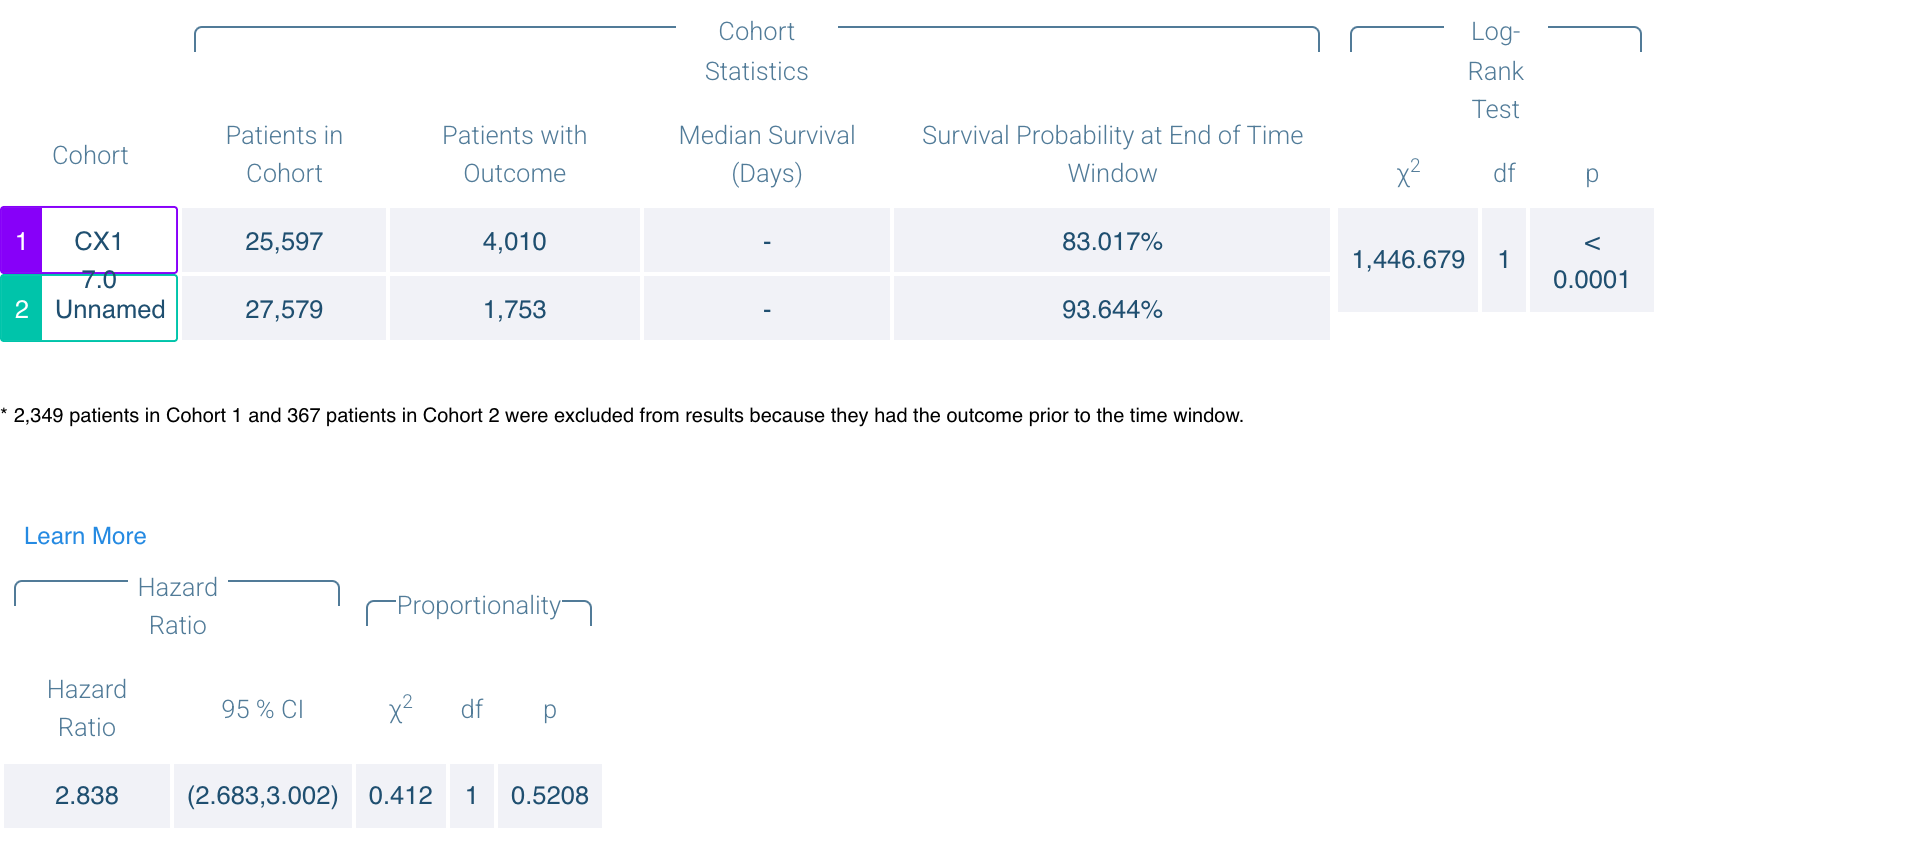 Cohort
Statistics
Log-
Rank
Test
Cohort
Patients in
Cohort
Patients with
Outcome
Median Survival
(Days)
Survival Probability at End of Time
Window
χ2
df
p
1 CX1
7.0
25,597 4,010 - 83.017%
1,446.679 1 <
0.0001
2 Unnamed 27,579 1,753 - 93.644%
* 2,349 patients in Cohort 1 and 367 patients in Cohort 2 were excluded from results because they had the outcome prior to the time window.
Learn More
Hazard
Ratio
Proportionality
Hazard
Ratio
95 % CI
χ2
df
p
2.838 (2.683,3.002) 0.412 1 0.5208